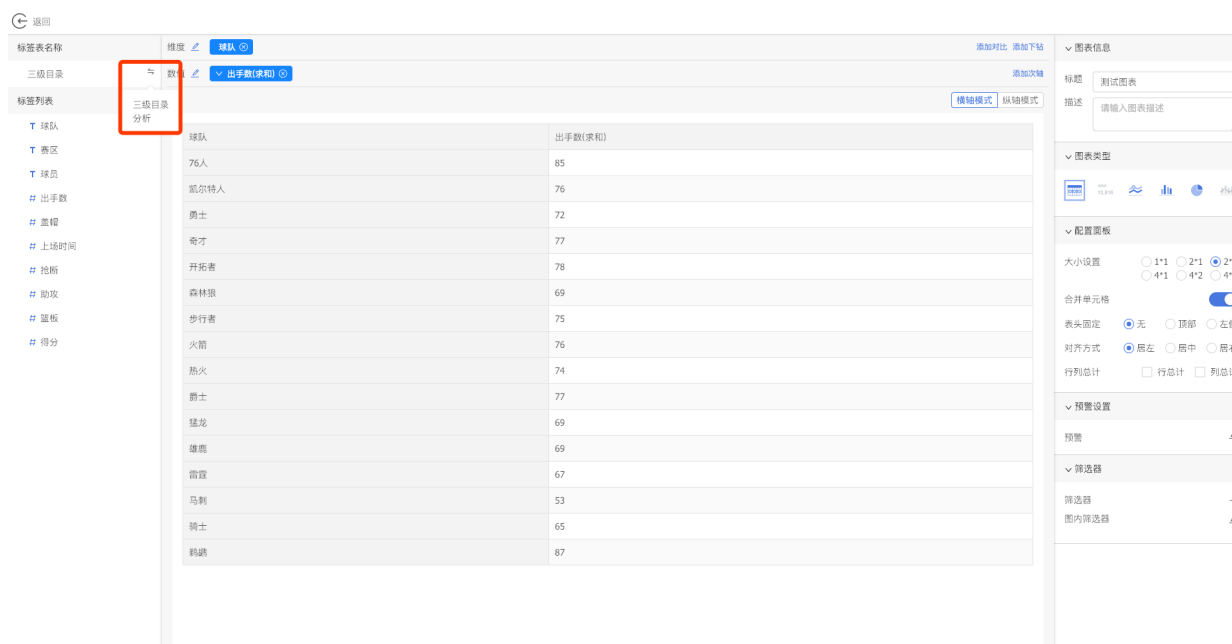 返回
标签表名称
三级目录
三级目录
分析
标签列表
T 球队
T 赛区
T 球员
# 出手数
# 盖帽
# 上场时间
# 抢断
# 助攻
# 篮板
# 得分
维度 球队
添加对比 添加下钻
数值 出手数(求和)
添加次轴
横轴模式 纵轴模式
球队 出手数(求和)
76人 85
凯尔特人 76
勇士 72
奇才 77
开拓者 78
森林狼 69
步行者 75
火箭 76
热火 74
爵士 77
猛龙 69
雄鹿 69
雷霆 67
马刺 53
骑士 65
鹈鹕 87
图表信息
标题 测试图表
描述 请输入图表描述
图表类型
配置面板
大小设置 1*1 2*1 2*
4*1 4*2 4*
合并单元格
表头固定 无 顶部 左
对齐方式 居左 居中 居
行列总计 行总计 列总
预警设置
预警
筛选器
筛选器
图内筛选器